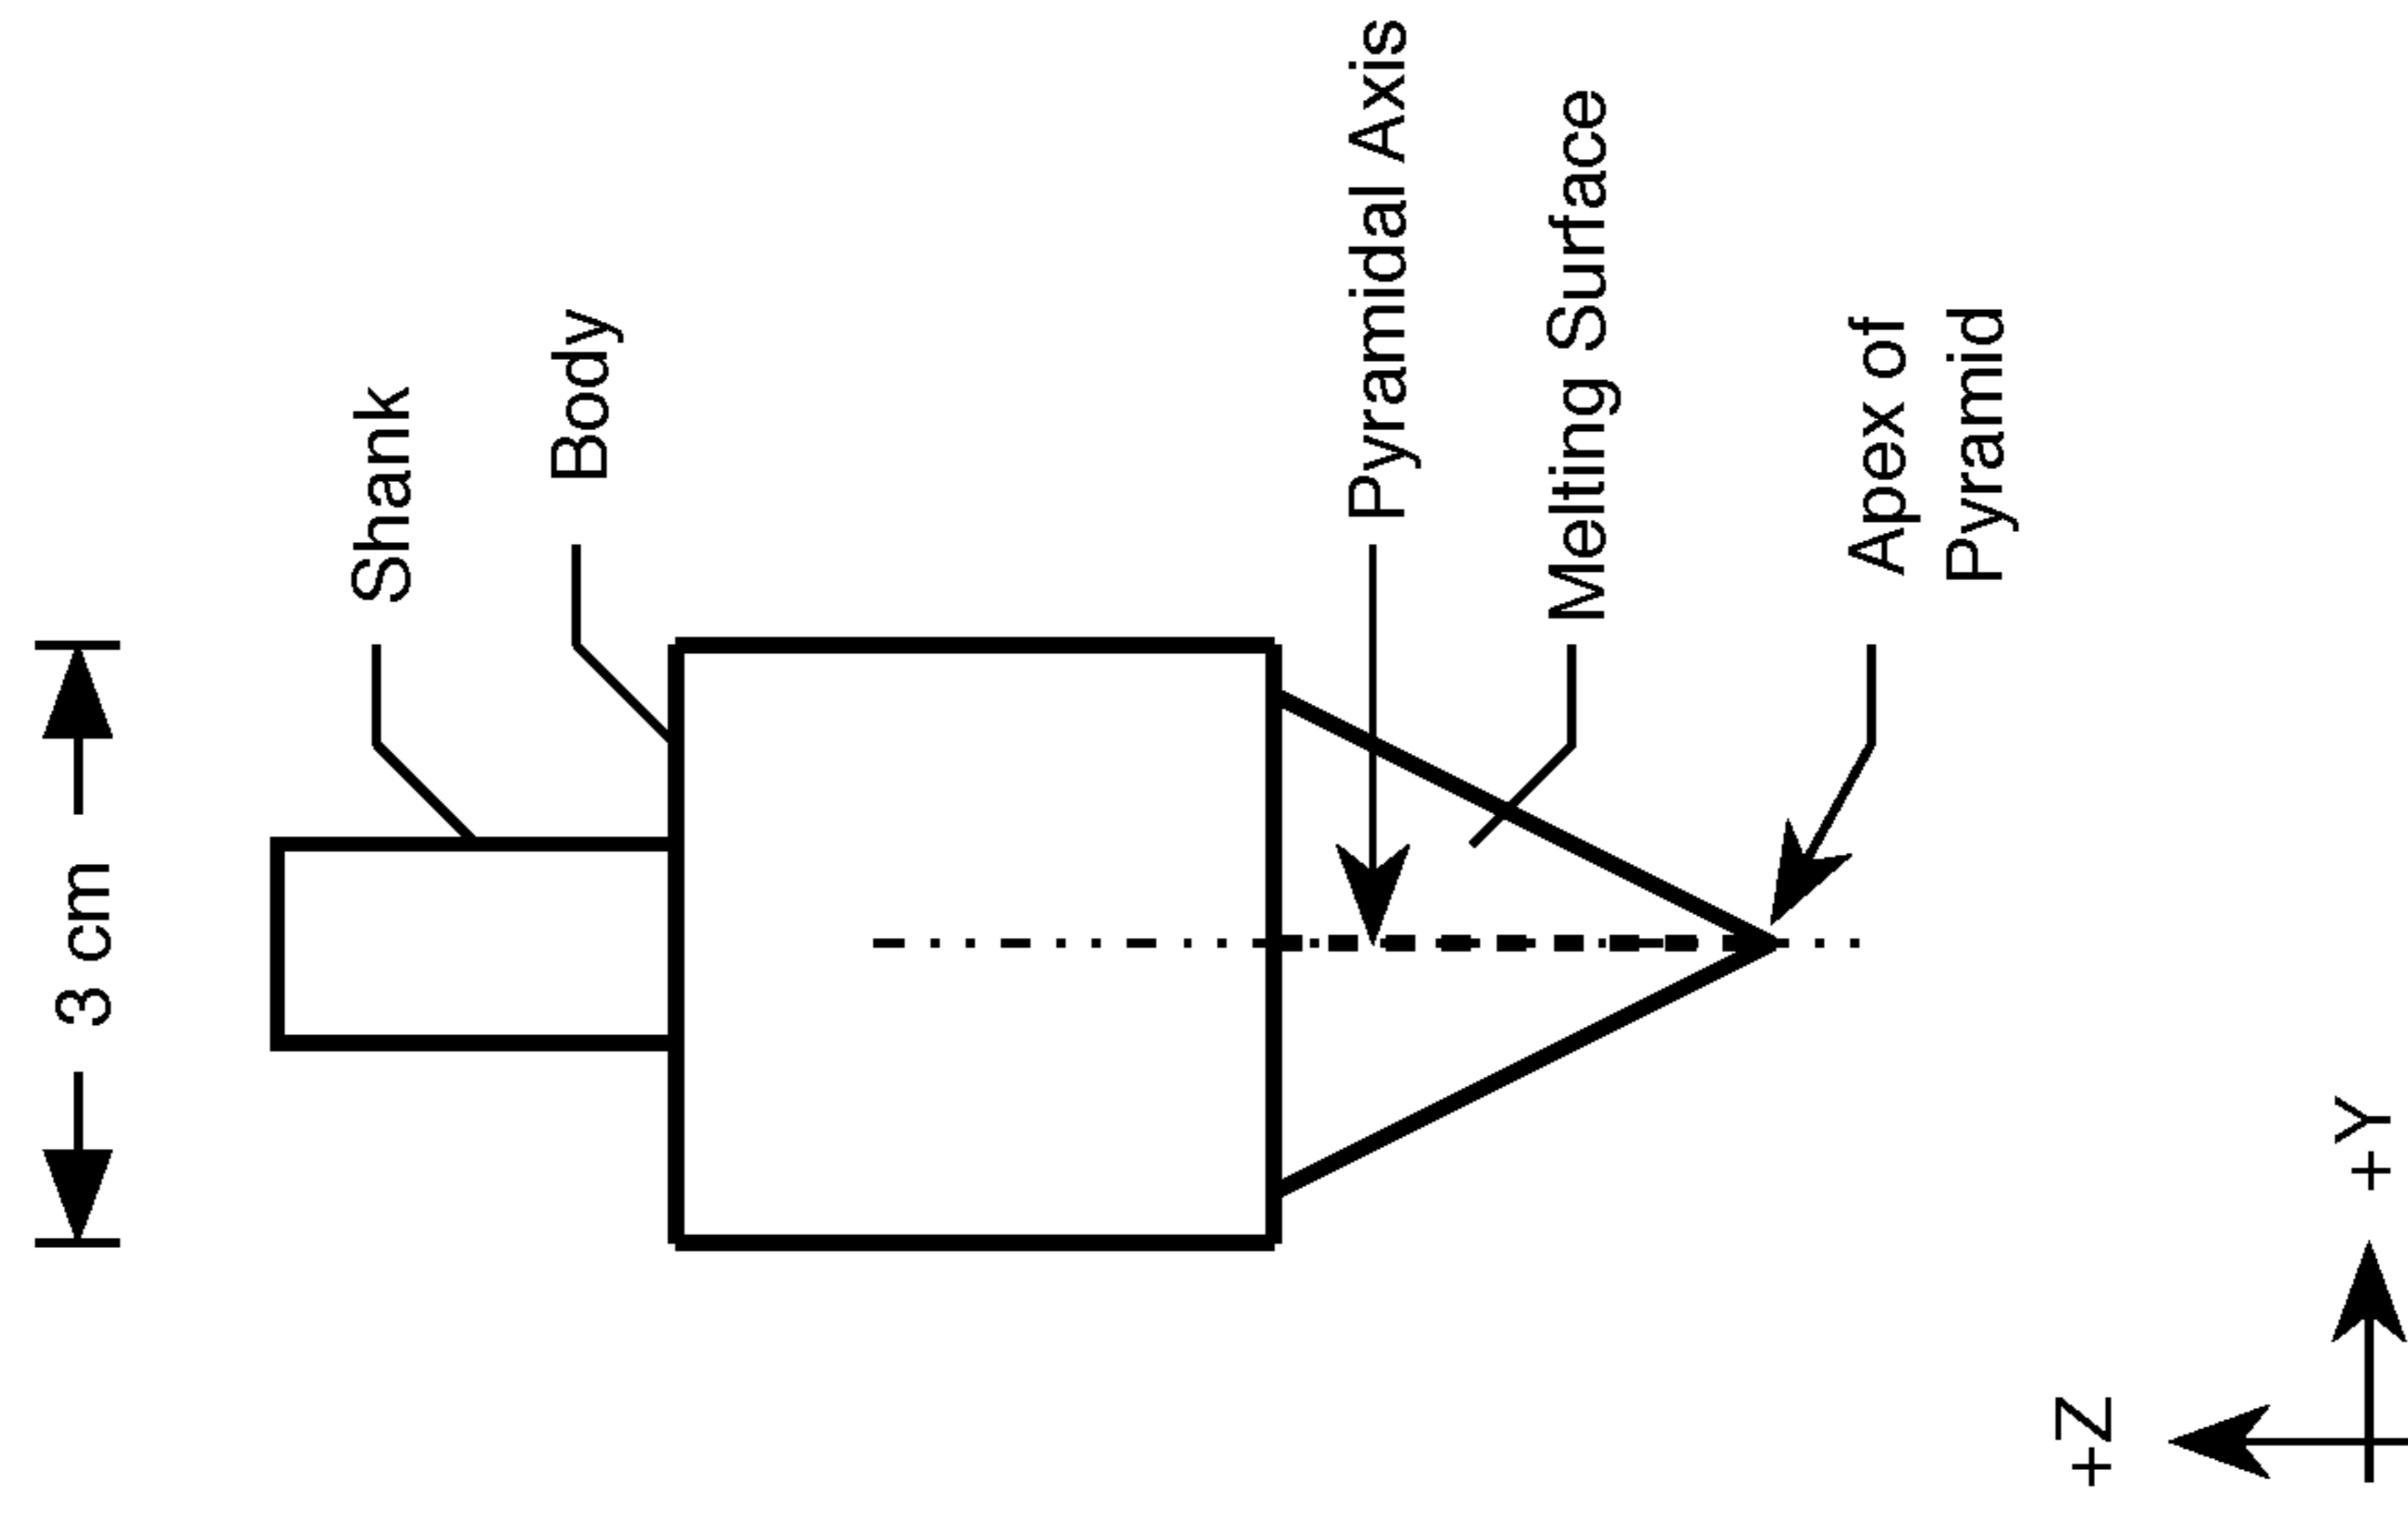 3 cm
Shank
Body
Pyramidal Axis
Melting Surface
Apex of
Pyramid
+Z
+Y